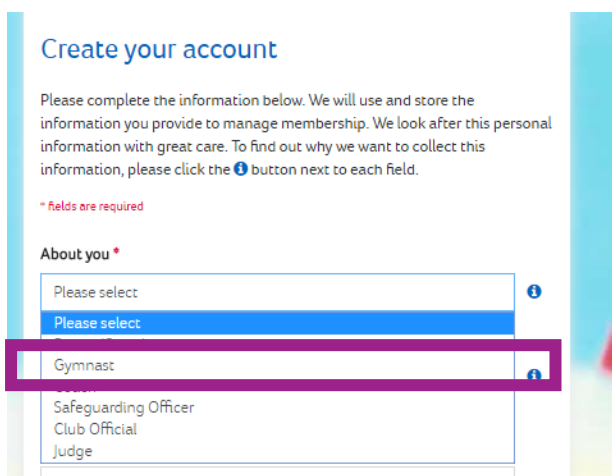 Create your account
Please complete the information below. We will use and store the
information you provide to manage membership. We look after this personal
information with great care. To find out why we want to collect this
information, please click the button next to each field.
* fields are required
About you *
Please select
Please select
Gymnast
Safeguarding Officer
Club Official
Judge